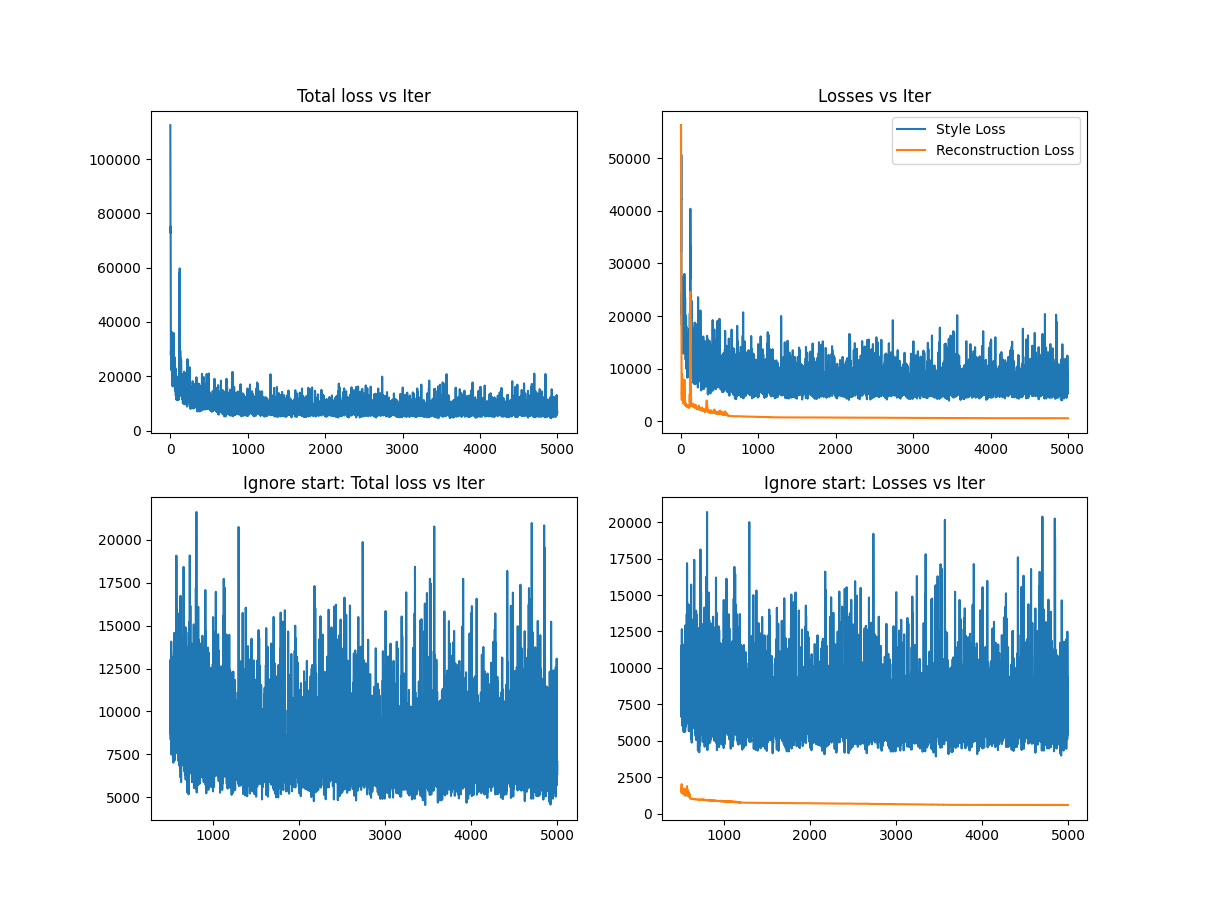 Total loss vs Iter
100000
80000
60000
40000
20000
0
0 1000 2000 3000 4000 5000
Losses vs Iter
Style Loss
Reconstruction Loss
50000
40000
30000
20000
10000
0
0 1000 2000 3000 4000 5000
Ignore start: Total loss vs Iter
20000
17500
15000
12500
10000
7500
5000
1000 2000 3000 4000 5000
Ignore start: Losses vs Iter
20000
17500
15000
12500
10000
7500
5000
2500
0
1000 2000 3000 4000 5000